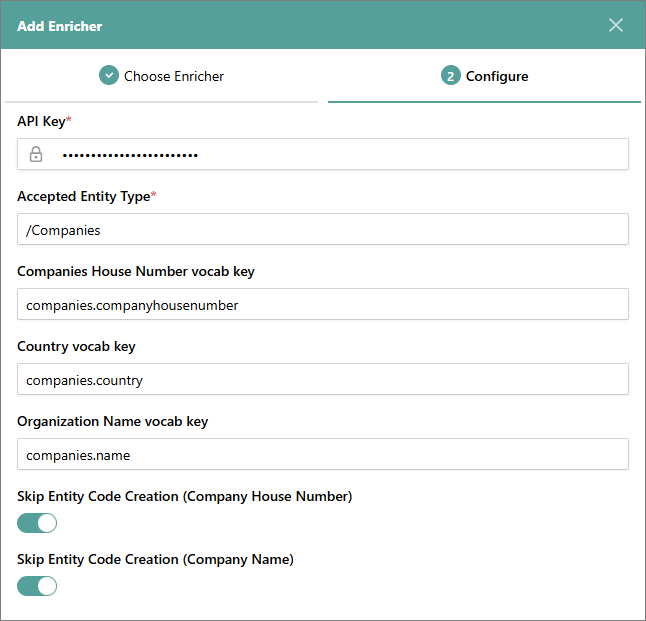 Add Enricher
Choose Enricher
2 Configure
API Key*
••••••••••••••••••••••••
Accepted Entity Type*
/Companies
Companies House Number vocab key
companies.companyhousenumber
Country vocab key
companies.country
Organization Name vocab key
companies.name
Skip Entity Code Creation (Company House Number)
Skip Entity Code Creation (Company Name)